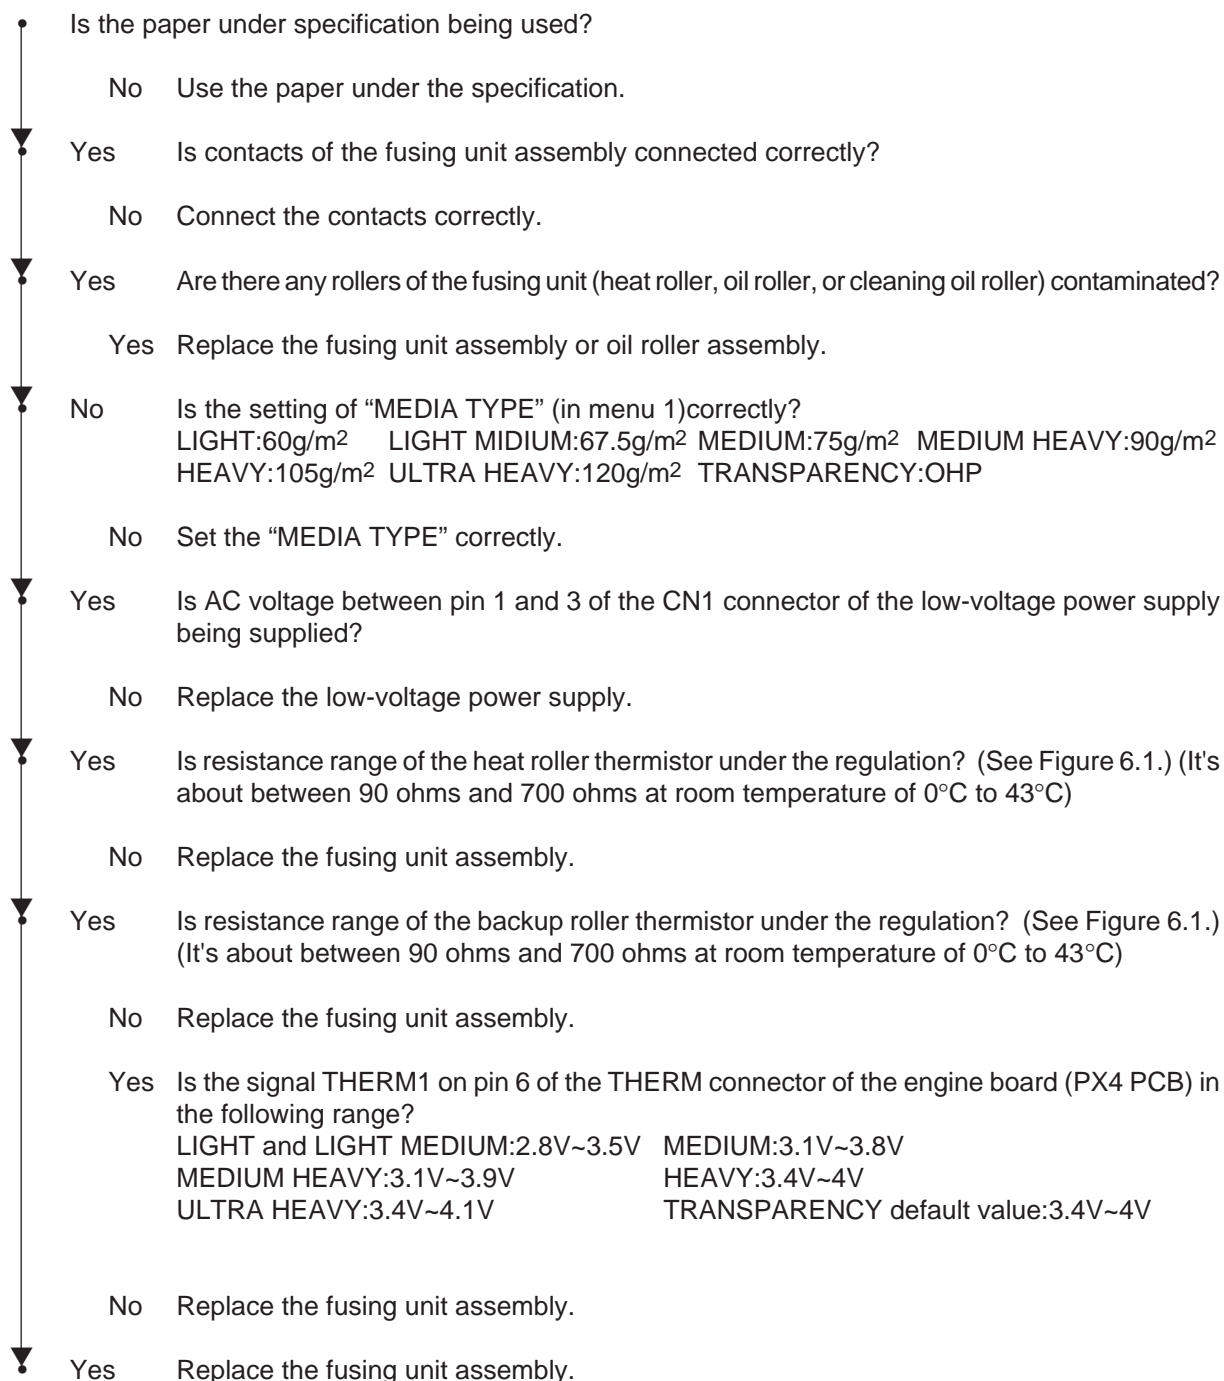 Is the paper under specification being used?
No Use the paper under the specification.
Yes Is contacts of the fusing unit assembly connected correctly?
No Connect the contacts correctly.
Yes Are there any rollers of the fusing unit (heat roller, oil roller, or cleaning oil roller) contaminated?
Yes Replace the fusing unit assembly or oil roller assembly.
No Is the setting of “MEDIA TYPE” (in menu 1)correctly?
LIGHT:60g/m2 LIGHT MIDIUM:67.5g/m2 MEDIUM:75g/m2 MEDIUM HEAVY:90g/m2
HEAVY:105g/m2 ULTRA HEAVY:120g/m2 TRANSPARENCY:OHP
No Set the “MEDIA TYPE” correctly.
Yes Is AC voltage between pin 1 and 3 of the CN1 connector of the low-voltage power supply
being supplied?
No Replace the low-voltage power supply.
Yes Is resistance range of the heat roller thermistor under the regulation? (See Figure 6.1.) (It's
about between 90 ohms and 700 ohms at room temperature of 0°C to 43°C)
No Replace the fusing unit assembly.
Yes Is resistance range of the backup roller thermistor under the regulation? (See Figure 6.1.)
(It's about between 90 ohms and 700 ohms at room temperature of 0°C to 43°C)
No Replace the fusing unit assembly.
Yes Is the signal THERM1 on pin 6 of the THERM connector of the engine board (PX4 PCB) in
the following range?
LIGHT and LIGHT MEDIUM:2.8V~3.5V MEDIUM:3.1V~3.8V
MEDIUM HEAVY:3.1V~3.9V HEAVY:3.4V~4V
ULTRA HEAVY:3.4V~4.1V TRANSPARENCY default value:3.4V~4V
No Replace the fusing unit assembly.
Yes Replace the fusing unit assembly.